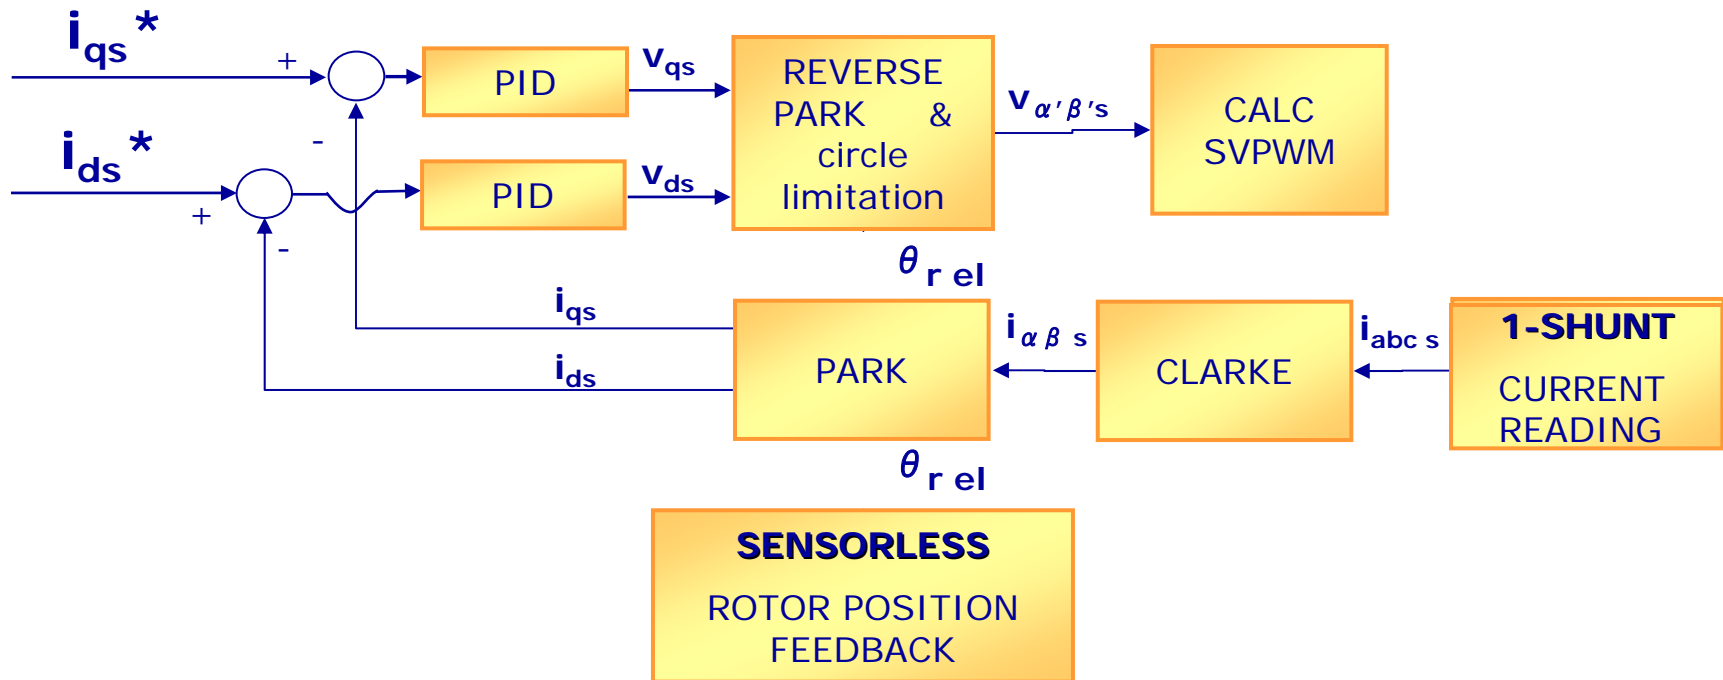 iqs*
+
PID
vqs
REVERSE
PARK &
circle
limitation
vα'β's
CALC
SVPWM
-
ids*
+
PID
vds
-
θr el
iqs
ids
PARK
iαβ s
CLARKE
iabc s
1-SHUNT
CURRENT
READING
θr el
SENSORLESS
ROTOR POSITION
FEEDBACK